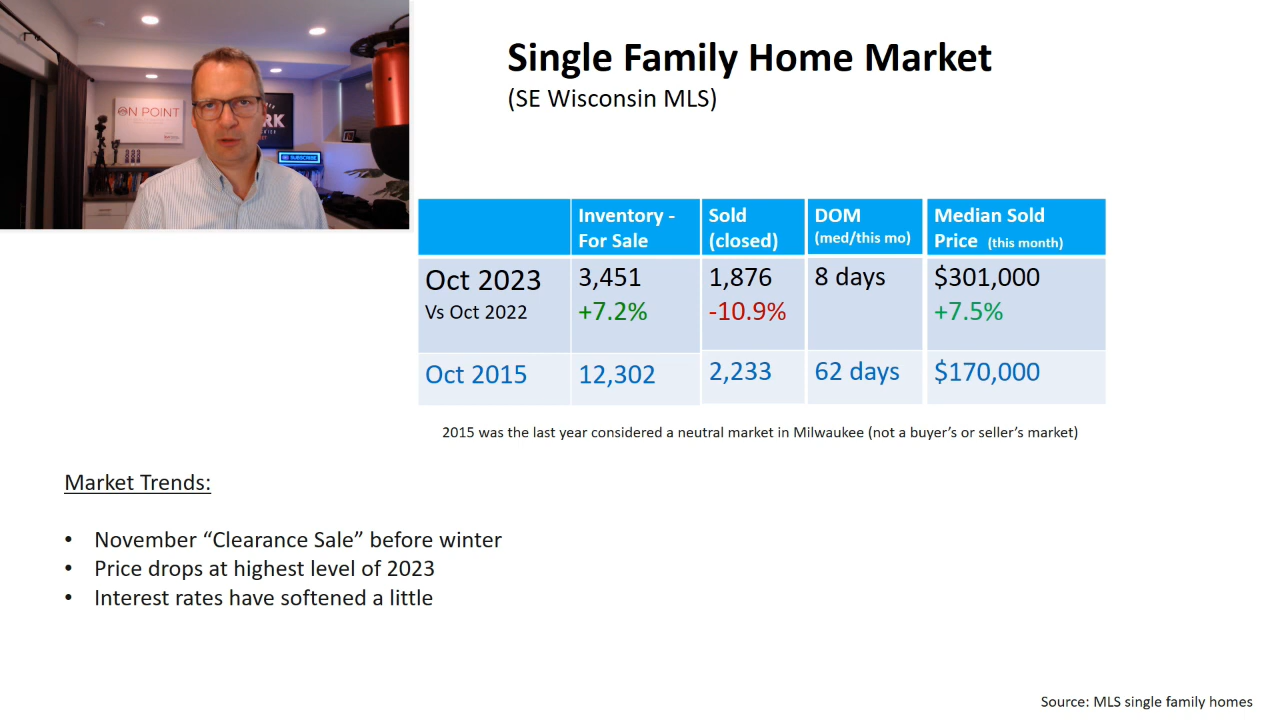 ON POINT
RK
SUBSCRIBE
Single Family Home Market
(SE Wisconsin MLS)
Inventory - For Sale
Sold (closed)
DOM (med/this mo)
Median Sold Price (this month)
Oct 2023
Vs Oct 2022
3,451
+7.2%
1,876
-10.9%
8 days
$301,000
+7.5%
Oct 2015
12,302
2,233
62 days
$170,000
2015 was the last year considered a neutral market in Milwaukee (not a buyer’s or seller’s market)
Market Trends:
• November “Clearance Sale” before winter
• Price drops at highest level of 2023
• Interest rates have softened a little
Source: MLS single family homes